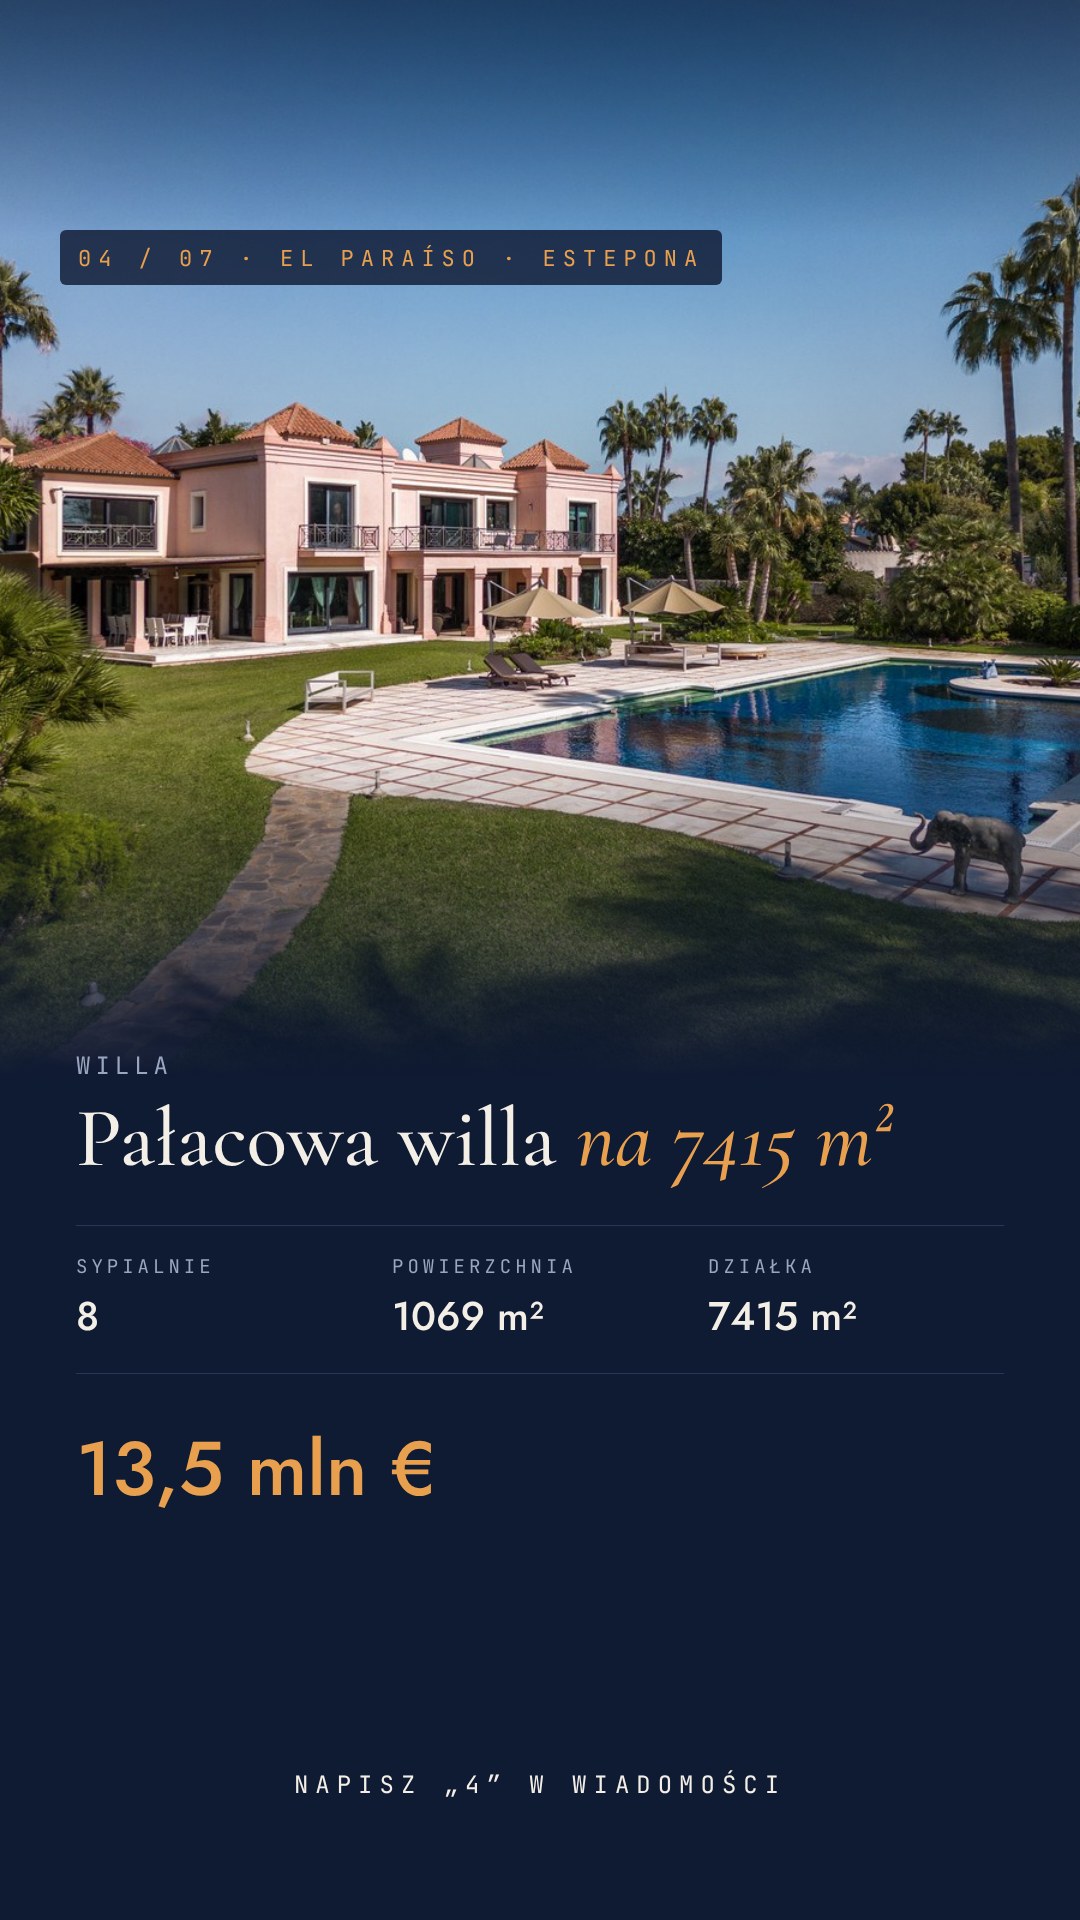 04 / 07 · EL PARAÍSO · ESTEPONA
WILLA
Pałacowa willa na 7415 m²
SYPIALNIE POWIERZCHNIA DZIAŁKA
8 1069 m² 7415 m²
13,5 mln €
NAPISZ „4” W WIADOMOŚCI